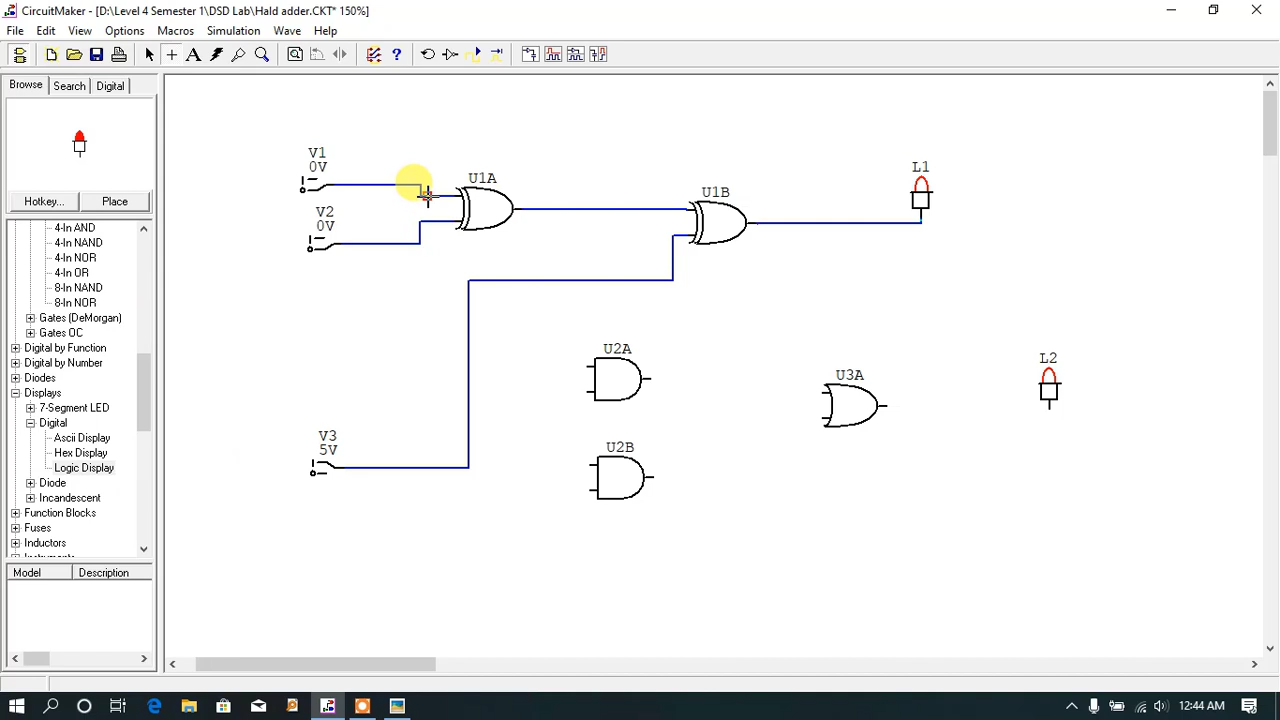 CircuitMaker - [D:\Level 4 Semester 1\DSD Lab\Hald adder.CKT* 150%]
File Edit View Options Macros Simulation Wave Help
Browse Search Digital
Hotkey... Place
4-In AND
4-In NAND
4-In NOR
4-In OR
8-In NAND
8-In NOR
Gates (DeMorgan)
Gates OC
Digital by Function
Digital by Number
Diodes
Displays
7-Segment LED
Digital
Ascii Display
Hex Display
Logic Display
Diode
Incandescent
Function Blocks
Fuses
Inductors
Model Description
V1
0V
U1A
V2
0V
U1B
L1
U2A
U3A
L2
V3
5V
U2B
12:44 AM